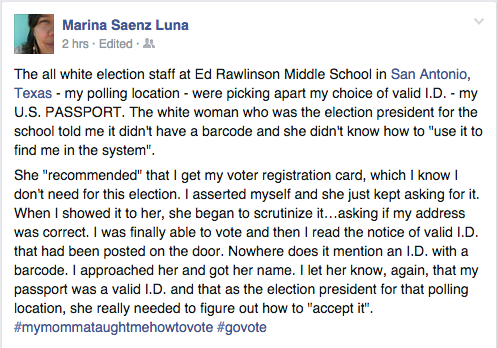 Marina Saenz Luna
2 hrs · Edited ·
The all white election staff at Ed Rawlinson Middle School in San Antonio,
Texas - my polling location - were picking apart my choice of valid I.D. - my
U.S. PASSPORT. The white woman who was the election president for the
school told me it didn't have a barcode and she didn't know how to "use it to
find me in the system".
She "recommended" that I get my voter registration card, which I know I
don't need for this election. I asserted myself and she just kept asking for it.
When I showed it to her, she began to scrutinize it…asking if my address
was correct. I was finally able to vote and then I read the notice of valid I.D.
that had been posted on the door. Nowhere does it mention an I.D. with a
barcode. I approached her and got her name. I let her know, again, that my
passport was a valid I.D. and that as the election president for that polling
location, she really needed to figure out how to "accept it".
#mymommataughtmehowtovote #govote